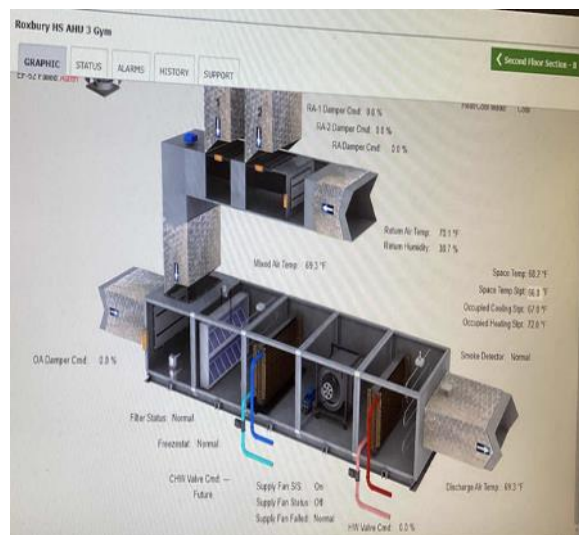 Roxbury HS AHU 3 Gym
GRAPHIC
STATUS
ALARMS
HISTORY
SUPPORT
Second Floor Section - B
RA-1 Damper Cmd 0.0 %
RA-2 Damper Cmd 0.0 %
RA Damper Cmd 0.0 %
Return Air Temp: 70.1 °F
Return Humidity: 38.7 %
Mixed Air Temp: 69.3 °F
Space Temp: 68.7 °F
Space Temp Stpt:
Occupied Cooling Stpt:
Occupied Heating Stpt: 72.0 °F
Smoke Detector: Normal
OA Damper Cmd: 0.0 %
Filter Status: Normal
Freezestat: Normal
CHW Valve Cmd: ---
Future
Supply Fan S/S: On
Supply Fan Status: Off
Supply Fan Failed: Normal
HW Valve Cmd: 0.0 %
Discharge Air Temp: 69.3 °F